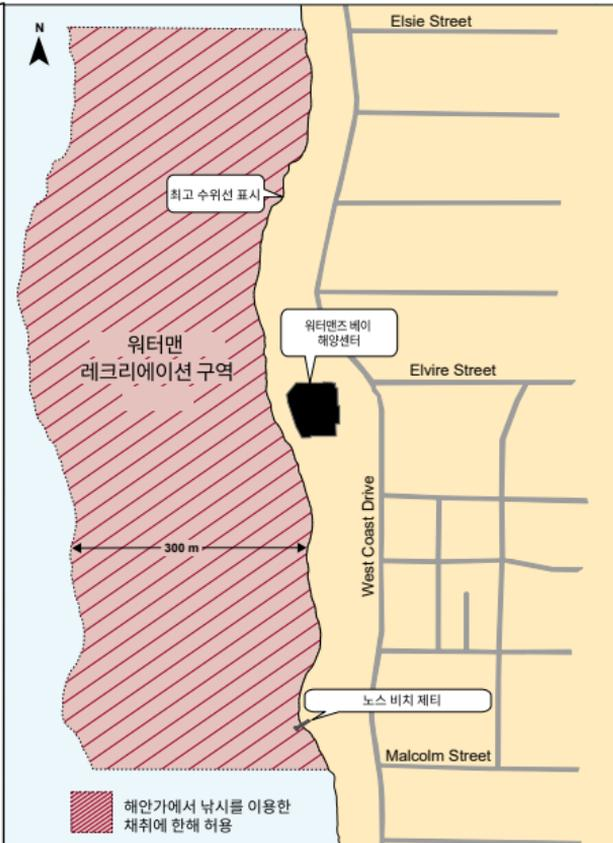 N
Elsie Street
최고 수위선 표시
워터맨즈 베이
해양센터
워터맨
레크리에이션 구역
Elvire Street
West Coast Drive
300 m
노스 비치 제티
Malcolm Street
해안가에서 낚시를 이용한
채취에 한해 허용